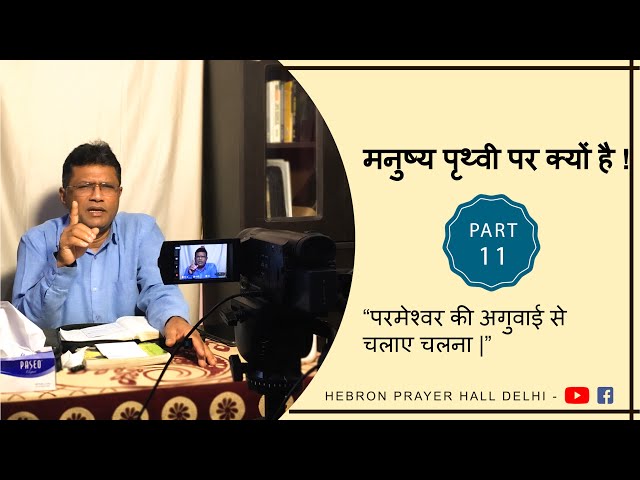 मनुष्य पृथ्वी पर क्यों है !
PART
11
“परमेश्वर की अगुवाई से
चलाए चलना |”
HEBRON PRAYER HALL DELHI -
PASEO